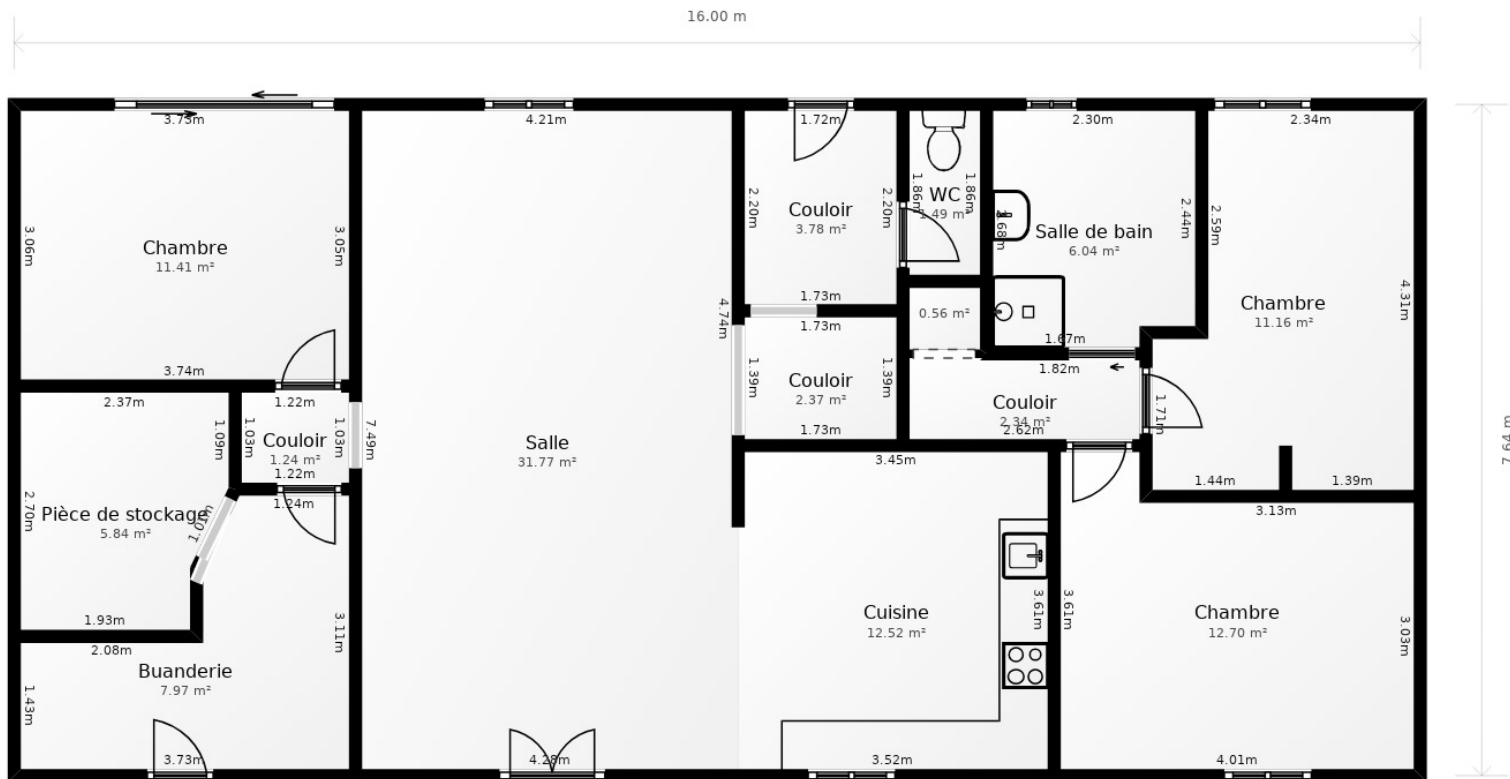 16.00 m
3.73m
4.21m
1.72m
2.30m
2.34m
3.06m
3.05m
Chambre
11.41 m²
3.74m
2.20m
2.20m
Couloir
3.78 m²
1.73m
1.86m
1.86m
WC
1.49 m²
1.68m
Salle de bain
6.04 m²
2.44m
2.59m
1.67m
Chambre
11.16 m²
4.31m
4.74m
0.56 m²
1.73m
1.39m
1.39m
Couloir
2.37 m²
1.73m
1.82m
Couloir
2.34 m²
2.62m
1.71m
1.44m
1.39m
2.37m
1.09m
2.70m
Pièce de stockage
5.84 m²
1.93m
1.22m
1.03m
1.03m
Couloir
1.24 m²
1.22m
7.49m
1.24m
1.01m
Salle
31.77 m²
4.28m
2.08m
Buanderie
7.97 m²
1.43m
3.11m
3.73m
3.45m
Cuisine
12.52 m²
3.61m
3.52m
3.13m
3.61m
Chambre
12.70 m²
3.03m
4.01m
7.64 m